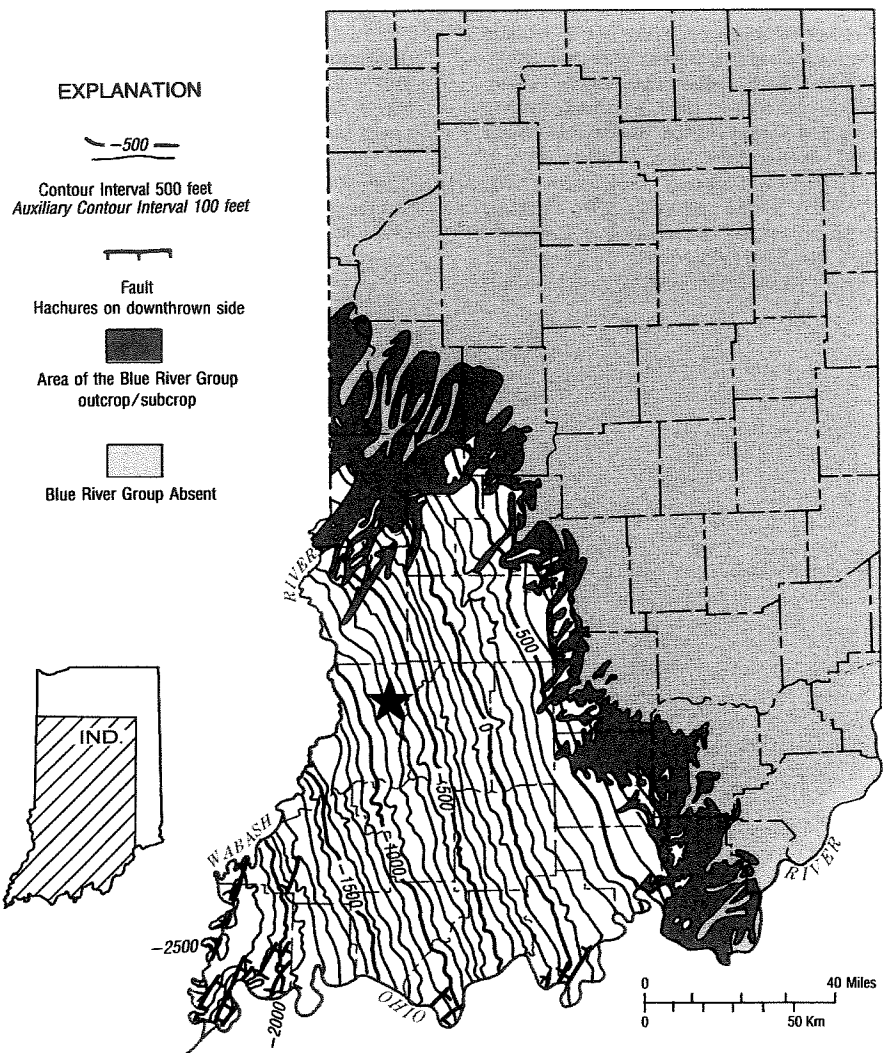 EXPLANATION
-500
Contour Interval 500 feet
Auxiliary Contour Interval 100 feet
Fault
Hachures on downthrown side
Area of the Blue River Group
outcrop/subcrop
Blue River Group Absent
IND.
RIVER
500
0
-500
WABASH
-1000
-1500
RIVER
-2500
-2000
OHIO
0 40 Miles
0 50 Km